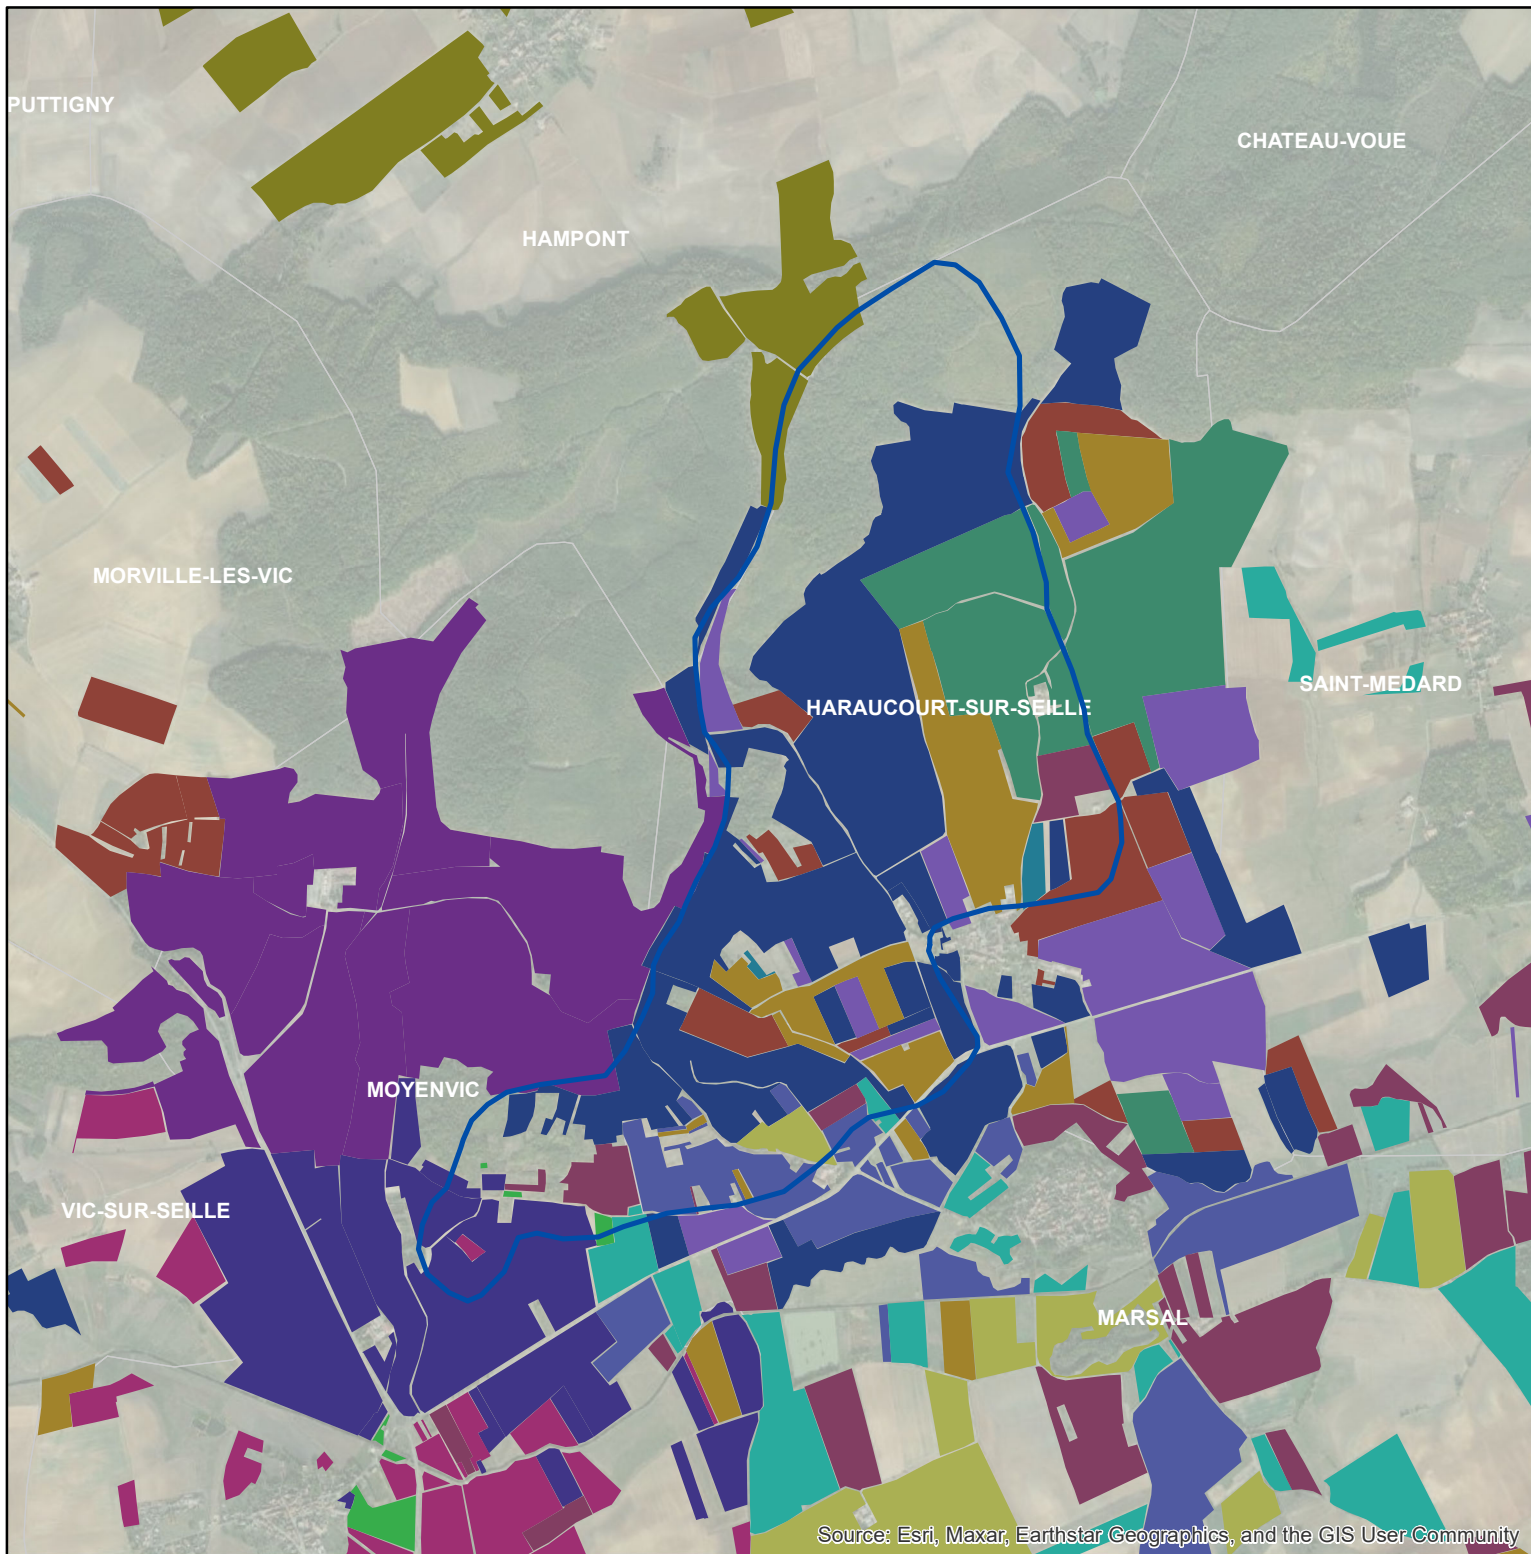 PUTTIGNY
CHATEAU-VOUE
HAMPONT
MORVILLE-LES-VIC
SAINT-MEDARD
HARAUCOURT-SUR-SEILLE
MOYENVIC
VIC-SUR-SEILLE
MARSAL
Source: Esri, Maxar, Earthstar Geographics, and the GIS User Community